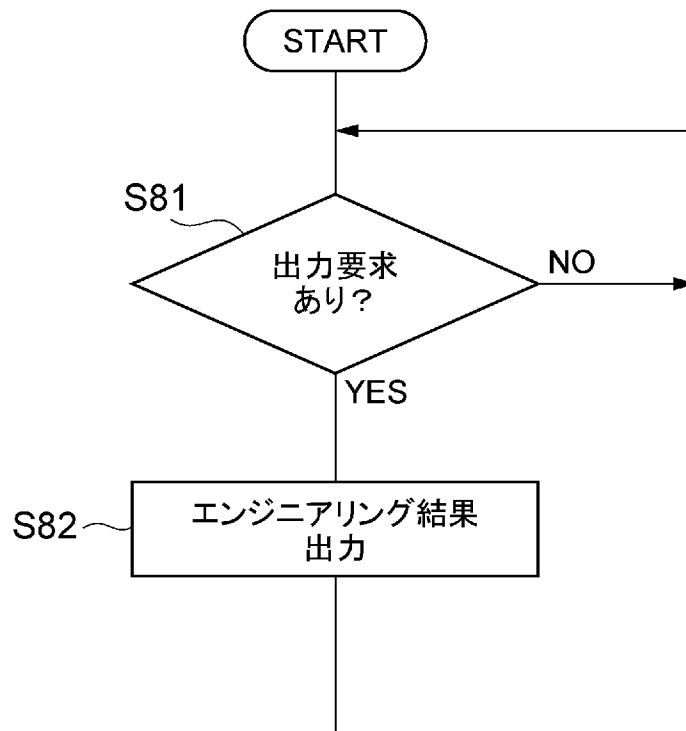 START
S81
出力要求
あり?
NO
YES
S82
エンジニアリング結果
出力